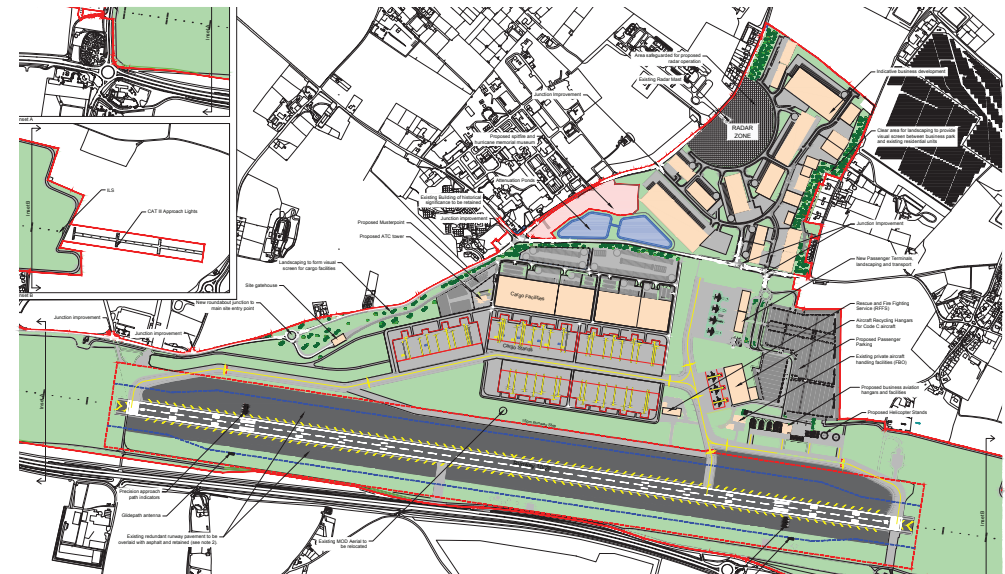 Inset A
ILS
CAT II Approach Lights
Inset B
Area safeguarded for proposed
radar operation
Existing Radar Mast
Junction Improvement
RADAR
ZONE
Indicative business development
Clear area for landscaping to provide
visual screen between business park
and existing residential units
Proposed spitfire and
hurricane memorial museum
Attenuation Ponds
Existing Building of historical
significance to be retained
Junction Improvement
Proposed Musterpoint
Proposed ATC tower
Landscaping to form visual
screen for cargo facilities
Site gatehouse
New roundabout junction to
main site entry point
Junction improvement
Junction improvement
Junction Improvement
New Passenger Terminals,
landscaping and transport
Rescue and Fire Fighting
Service (RFFS)
Aircraft Recycling Hangars
for Code C aircraft
Proposed Passenger
Parking
Existing private aircraft
handling facilities (FBO)
Proposed business aviation
hangars and facilities
Proposed Helicopter Stands
Cargo Facilities
Cargo Stands
Precision approach
path indicators
Glidepath antenna
Existing redundant runway pavement to be
overlaid with asphalt and retained (see note 2).
Existing MOD Aerial to
be relocated
Inset B